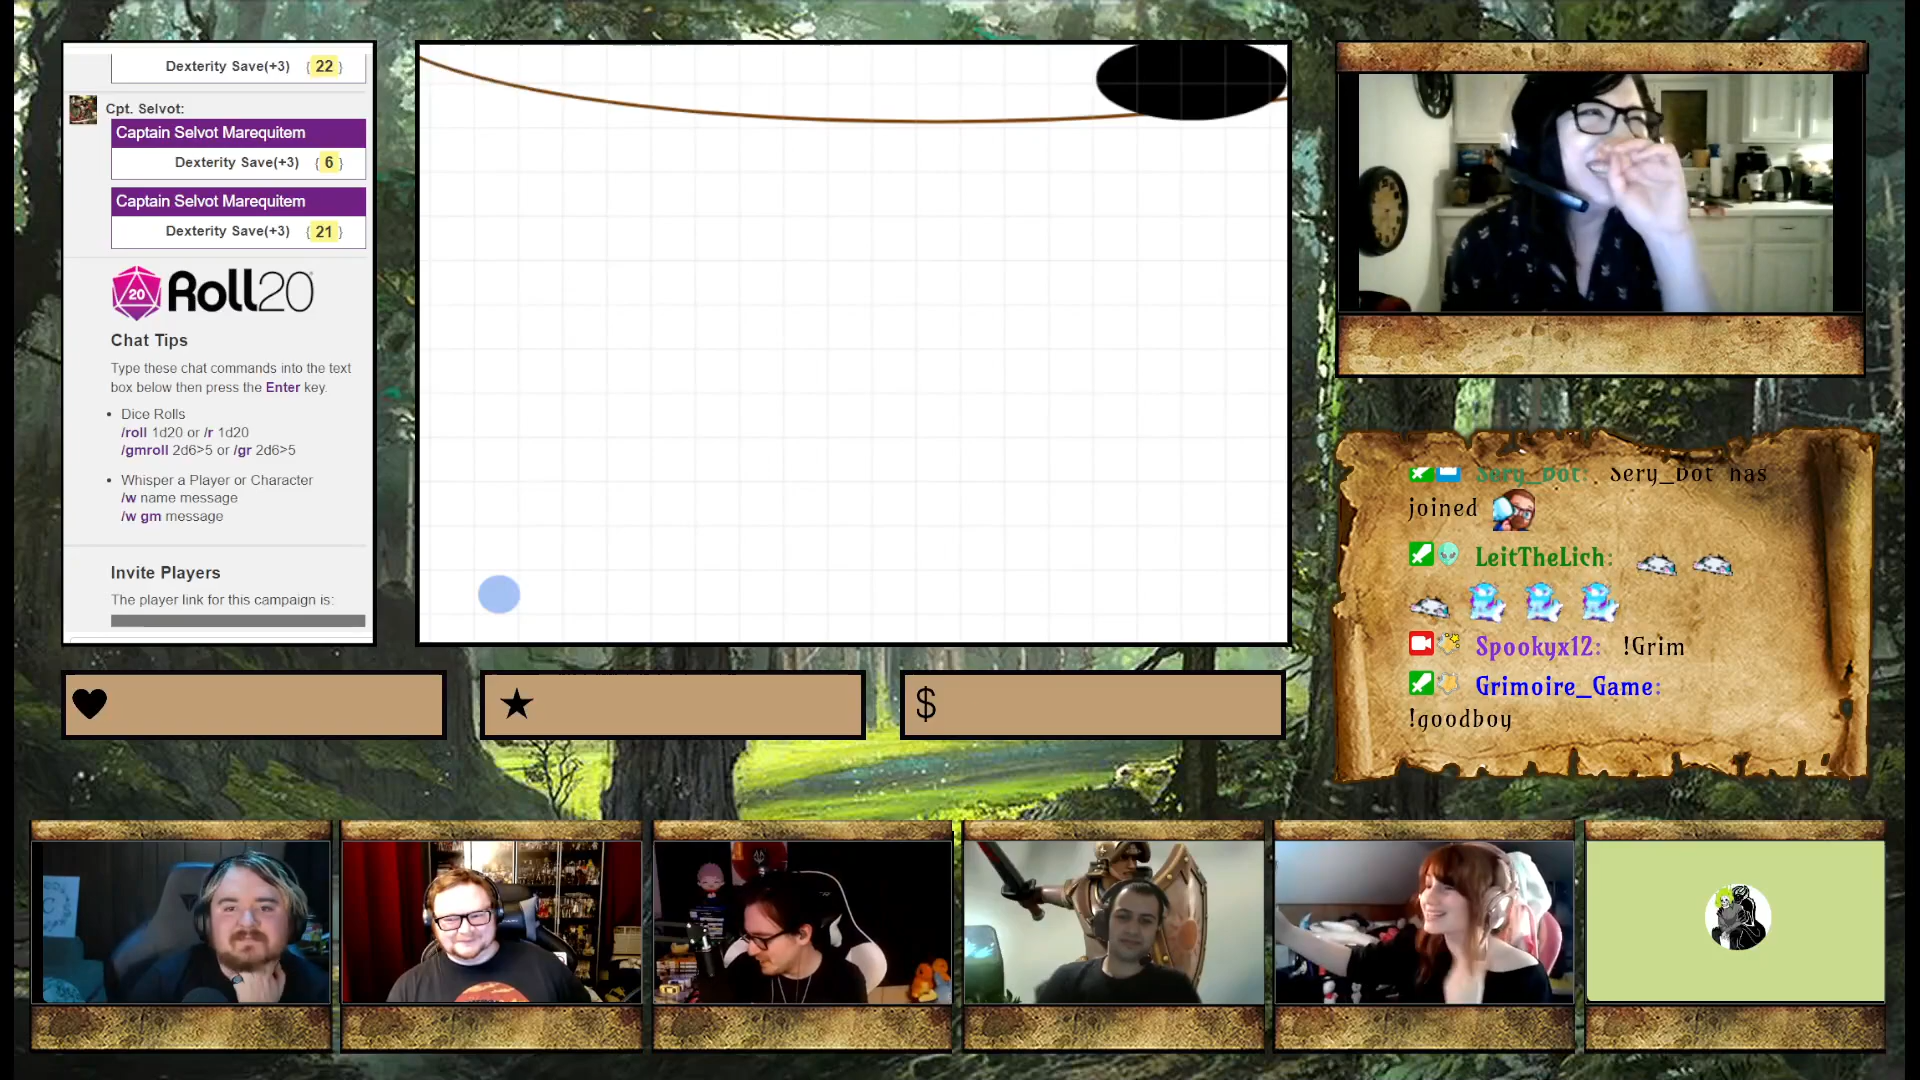 Dexterity Save(+3) 22
Cpt. Selvot:
Captain Selvot Marequitem
Dexterity Save(+3) 6
Captain Selvot Marequitem
Dexterity Save(+3) 21
20 Roll20
Chat Tips
Type these chat commands into the text
box below then press the Enter key.
• Dice Rolls
/roll 1d20 or /r 1d20
/gmroll 2d6>5 or /gr 2d6>5
• Whisper a Player or Character
/w name message
/w gm message
Invite Players
The player link for this campaign is:
$
Sery_Bot: Sery_Bot has
joined
LeitTheLich:
Spookyx12: !Grim
Grimoire_Game:
!goodboy